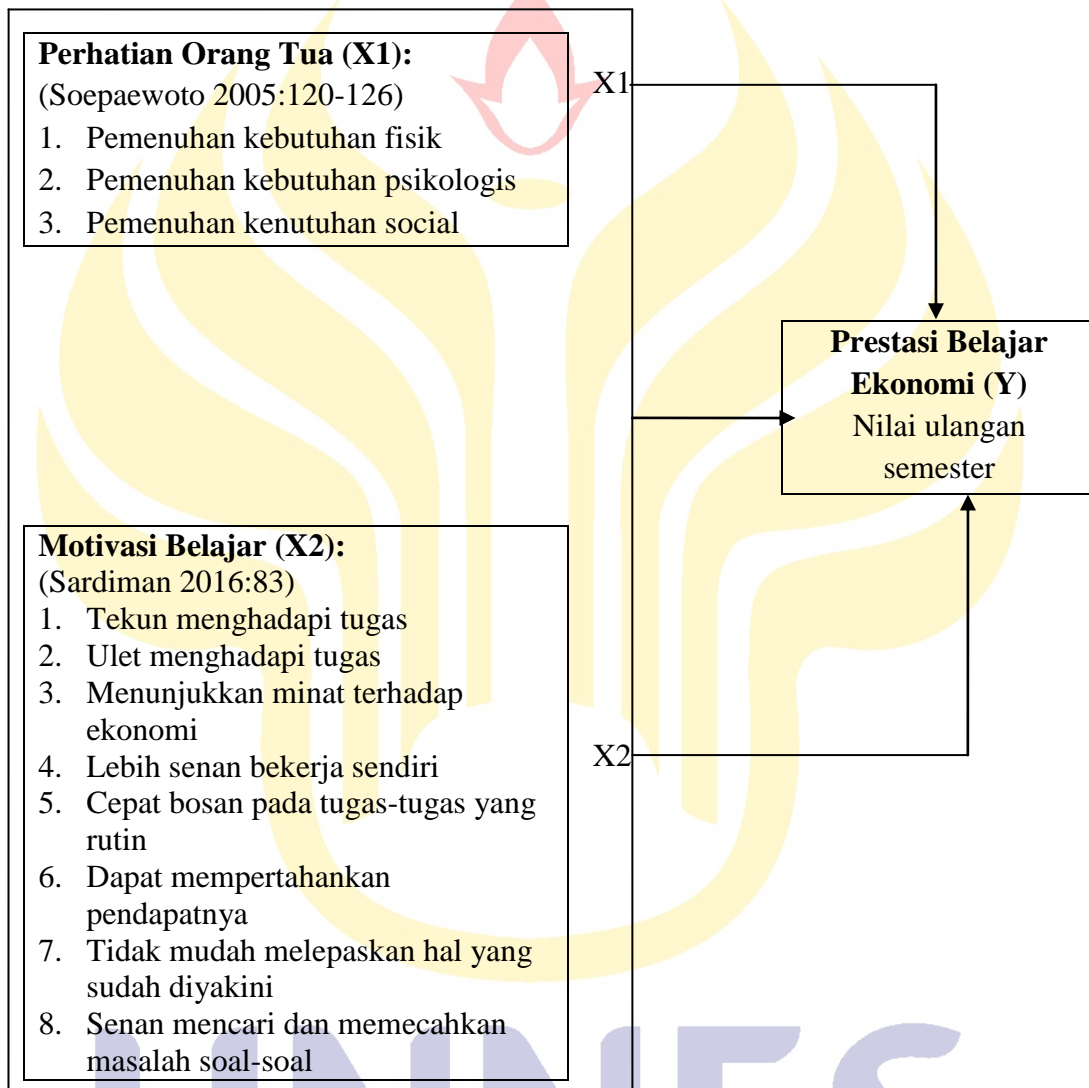 Perhatian Orang Tua (X1):
(Soepaewoto 2005:120-126)
1. Pemenuhan kebutuhan fisik
2. Pemenuhan kebutuhan psikologis
3. Pemenuhan kenutuhan social
X1
Prestasi Belajar
Ekonomi (Y)
Nilai ulangan
semester
Motivasi Belajar (X2):
(Sardiman 2016:83)
1. Tekun menghadapi tugas
2. Ulet menghadapi tugas
3. Menunjukkan minat terhadap
ekonomi
4. Lebih senan bekerja sendiri
5. Cepat bosan pada tugas-tugas yang
rutin
6. Dapat mempertahankan
pendapatnya
7. Tidak mudah melepaskan hal yang
sudah diyakini
8. Senan mencari dan memecahkan
masalah soal-soal
X2
UNNES